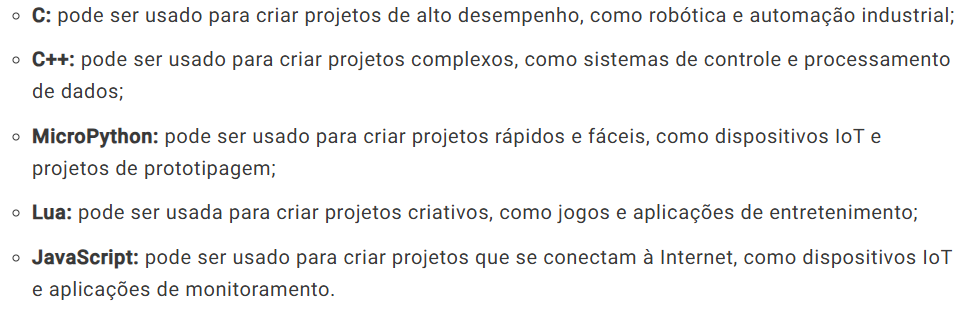 C: pode ser usado para criar projetos de alto desempenho, como robótica e automação industrial;
C++: pode ser usado para criar projetos complexos, como sistemas de controle e processamento
de dados;
MicroPython: pode ser usado para criar projetos rápidos e fáceis, como dispositivos IoT e
projetos de prototipagem;
Lua: pode ser usada para criar projetos criativos, como jogos e aplicações de entretenimento;
JavaScript: pode ser usado para criar projetos que se conectam à Internet, como dispositivos IoT
e aplicações de monitoramento.